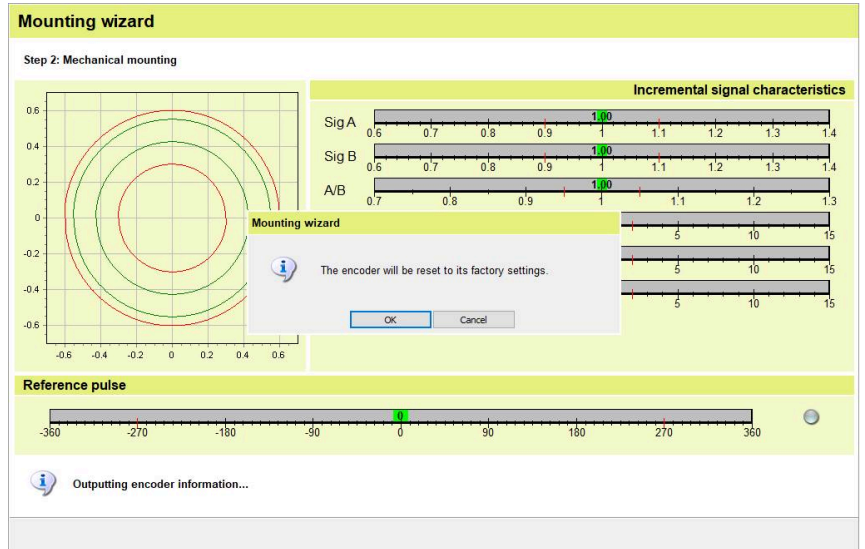 Mounting wizard
Step 2: Mechanical mounting
Incremental signal characteristics
0.6
0.4
0.2
0
-0.2
-0.4
-0.6
-0.6 -0.4 -0.2 0 0.2 0.4 0.6
Sig A
1.00
0.6 0.7 0.8 0.9 1 1.1 1.2 1.3 1.4
Sig B
1.00
0.6 0.7 0.8 0.9 1 1.1 1.2 1.3 1.4
A/B
1.00
0.7 0.8 0.9 1 1.1 1.2 1.3
5 10 15
5 10 15
5 10 15
Mounting wizard
The encoder will be reset to its factory settings.
OK Cancel
Reference pulse
0
-360 -270 -180 -90 0 90 180 270 360
Outputting encoder information...